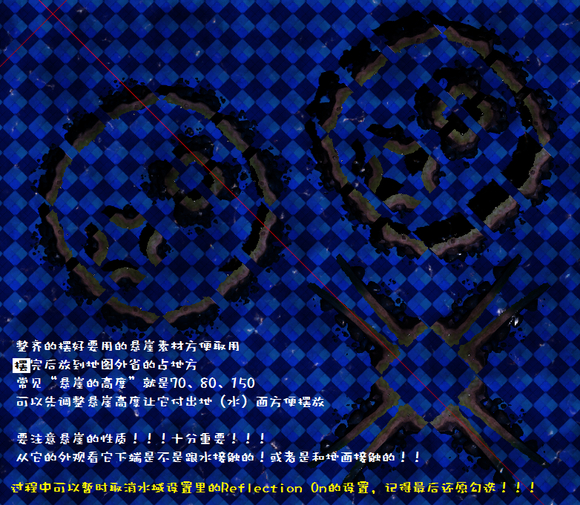 整齐的摆好要用的悬崖素材方便取用
摆完后放到地图外省的占地方
常见“悬崖的高度”就是70、80、150
可以先调整悬崖高度让它付出地（水）面方便摆放
要注意悬崖的性质！！！十分重要！！！
从它的外观看它下端是不是跟水接触的！或者是和地面接触的！！
过程中可以暂时取消水域设置里的Reflection On的设置，记得最后还原勾选！！！